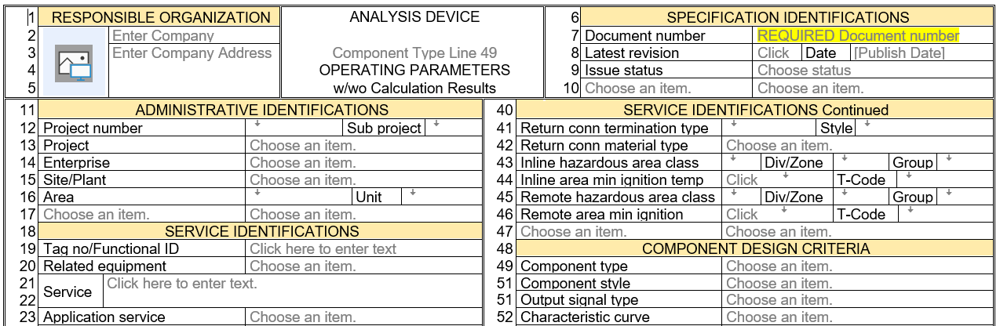 1 RESPONSIBLE ORGANIZATION ANALYSIS DEVICE 6 SPECIFICATION IDENTIFICATIONS
2 Enter Company 7 Document number REQUIRED Document number
3 Enter Company Address Component Type Line 49 8 Latest revision Click Date [Publish Date]
4 OPERATING PARAMETERS 9 Issue status Choose status
5 w/wo Calculation Results 10 Choose an item. Choose an item.
11 ADMINISTRATIVE IDENTIFICATIONS
12 Project number Sub project
13 Project Choose an item.
14 Enterprise Choose an item.
15 Site/Plant Choose an item.
16 Area Unit
17 Choose an item. Choose an item.
18 SERVICE IDENTIFICATIONS
19 Tag no/Functional ID Click here to enter text
20 Related equipment Choose an item.
21 Click here to enter text.
Service
22
23 Application service Choose an item.
40 SERVICE IDENTIFICATIONS Continued
41 Return conn termination type Style
42 Return conn material type Choose an item.
43 Inline hazardous area class Div/Zone Group
44 Inline area min ignition temp Click T-Code
45 Remote hazardous area class Div/Zone Group
46 Remote area min ignition Click T-Code
47 Choose an item. Choose an item.
48 COMPONENT DESIGN CRITERIA
49 Component type Choose an item.
51 Component style Choose an item.
51 Output signal type Choose an item.
52 Characteristic curve Choose an item.